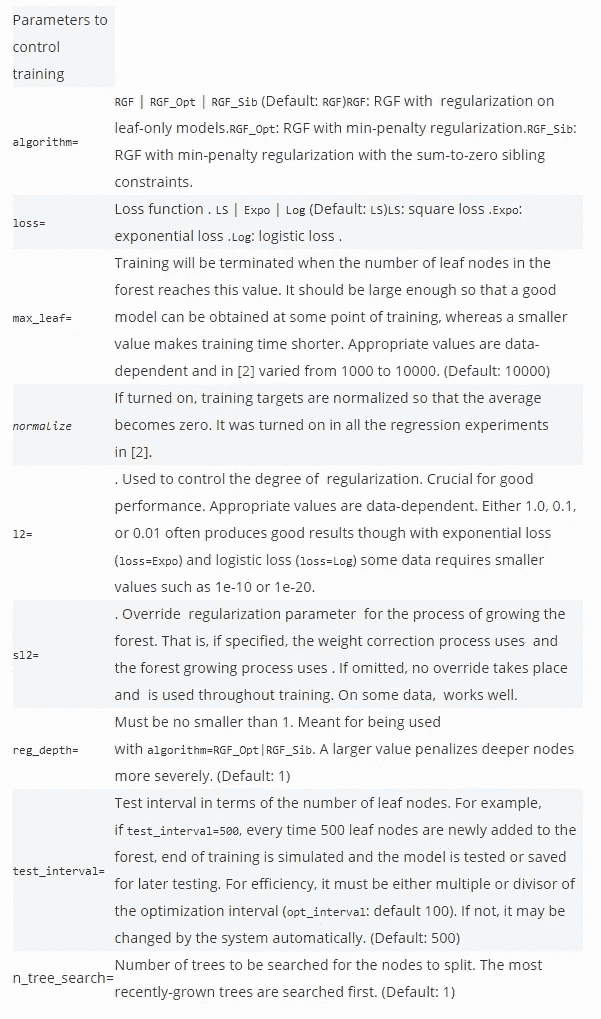 Parameters to
control
training
algorithm=
RGF | RGF_Opt | RGF_Sib (Default: RGF)RGF: RGF with  regularization on
leaf-only models.RGF_Opt: RGF with min-penalty regularization.RGF_Sib:
RGF with min-penalty regularization with the sum-to-zero sibling
constraints.
loss=
Loss function . LS | Expo | Log (Default: LS)LS: square loss .Expo:
exponential loss .Log: logistic loss .
max_leaf=
Training will be terminated when the number of leaf nodes in the
forest reaches this value. It should be large enough so that a good
model can be obtained at some point of training, whereas a smaller
value makes training time shorter. Appropriate values are data-
dependent and in [2] varied from 1000 to 10000. (Default: 10000)
normalize
If turned on, training targets are normalized so that the average
becomes zero. It was turned on in all the regression experiments
in [2].
l2=
. Used to control the degree of  regularization. Crucial for good
performance. Appropriate values are data-dependent. Either 1.0, 0.1,
or 0.01 often produces good results though with exponential loss
(loss=Expo) and logistic loss (loss=Log) some data requires smaller
values such as 1e-10 or 1e-20.
sl2=
. Override  regularization parameter  for the process of growing the
forest. That is, if specified, the weight correction process uses  and
the forest growing process uses . If omitted, no override takes place
and  is used throughout training. On some data,  works well.
reg_depth=
Must be no smaller than 1. Meant for being used
with algorithm=RGF_Opt|RGF_Sib. A larger value penalizes deeper nodes
more severely. (Default: 1)
test_interval=
Test interval in terms of the number of leaf nodes. For example,
if test_interval=500, every time 500 leaf nodes are newly added to the
forest, end of training is simulated and the model is tested or saved
for later testing. For efficiency, it must be either multiple or divisor of
the optimization interval (opt_interval: default 100). If not, it may be
changed by the system automatically. (Default: 500)
n_tree_search=
Number of trees to be searched for the nodes to split. The most
recently-grown trees are searched first. (Default: 1)